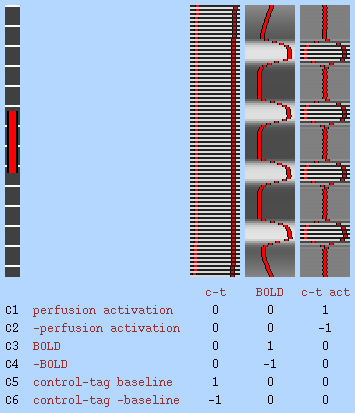 c-t BOLD c-t act
C1 perfusion activation 0 0 1
C2 -perfusion activation 0 0 -1
C3 BOLD 0 1 0
C4 -BOLD 0 -1 0
C5 control-tag baseline 1 0 0
C6 control-tag -baseline -1 0 0